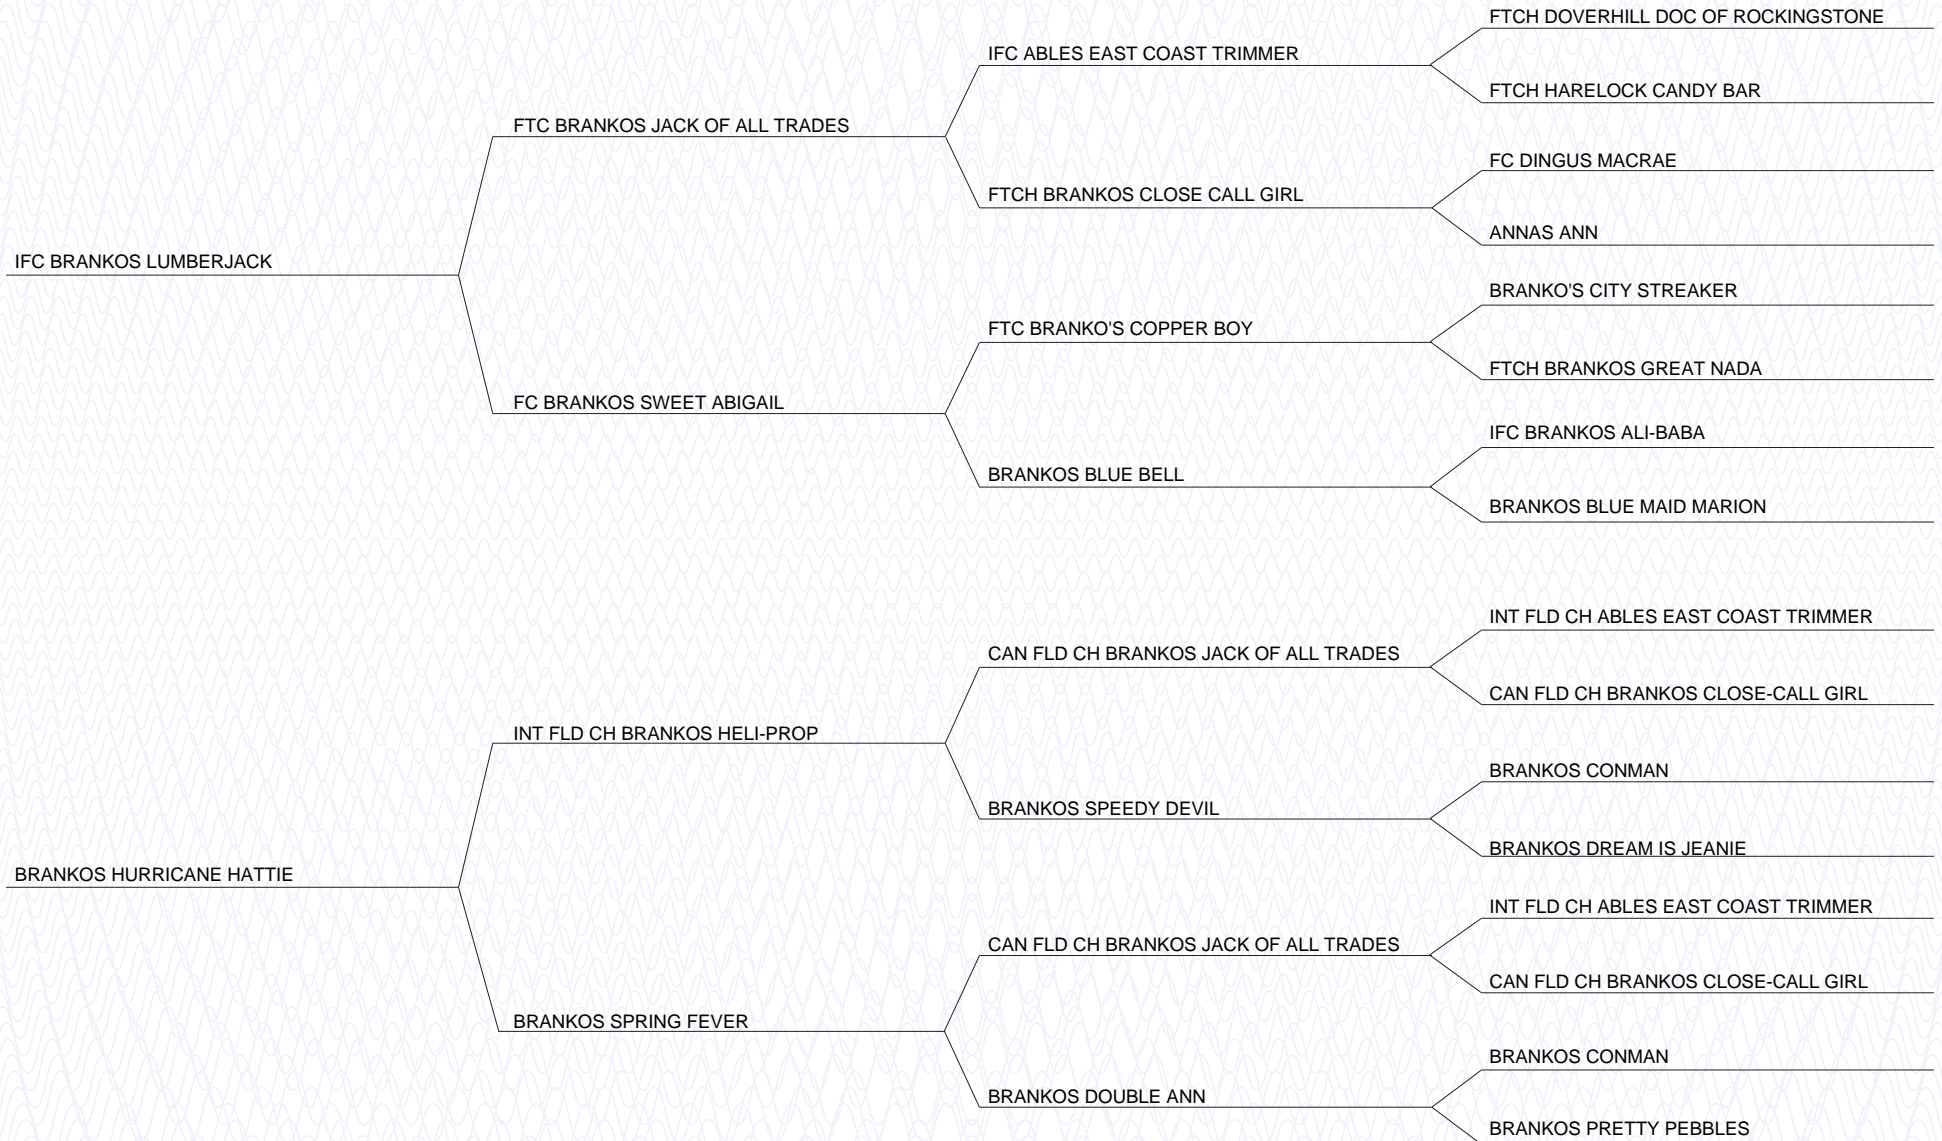 FTCH DOVERHILL DOC OF ROCKINGSTONE
IFC ABLES EAST COAST TRIMMER
FTCH HARELOCK CANDY BAR
FTC BRANKOS JACK OF ALL TRADES
FC DINGUS MACRAE
FTCH BRANKOS CLOSE CALL GIRL
ANNAS ANN
IFC BRANKOS LUMBERJACK
BRANKO'S CITY STREAKER
FTC BRANKO'S COPPER BOY
FTCH BRANKOS GREAT NADA
FC BRANKOS SWEET ABIGAIL
IFC BRANKOS ALI-BABA
BRANKOS BLUE BELL
BRANKOS BLUE MAID MARION
INT FLD CH ABLES EAST COAST TRIMMER
CAN FLD CH BRANKOS JACK OF ALL TRADES
CAN FLD CH BRANKOS CLOSE-CALL GIRL
INT FLD CH BRANKOS HELI-PROP
BRANKOS CONMAN
BRANKOS SPEEDY DEVIL
BRANKOS DREAM IS JEANIE
BRANKOS HURRICANE HATTIE
INT FLD CH ABLES EAST COAST TRIMMER
CAN FLD CH BRANKOS JACK OF ALL TRADES
CAN FLD CH BRANKOS CLOSE-CALL GIRL
BRANKOS SPRING FEVER
BRANKOS CONMAN
BRANKOS DOUBLE ANN
BRANKOS PRETTY PEBBLES